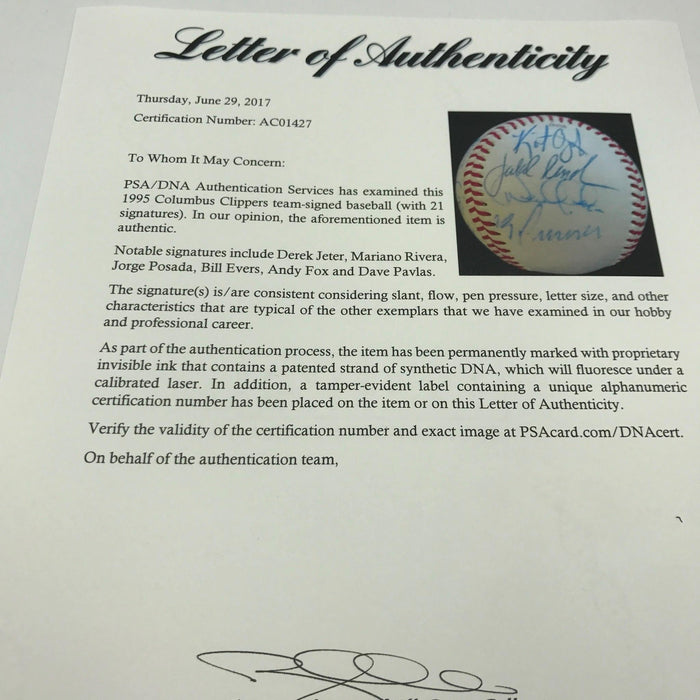 Letter of Authenticity
Thursday, June 29, 2017
Certification Number: AC01427
To Whom It May Concern:
PSA/DNA Authentication Services has examined this
1995 Columbus Clippers team-signed baseball (with 21
signatures). In our opinion, the aforementioned item is
authentic.
Notable signatures include Derek Jeter, Mariano Rivera,
Jorge Posada, Bill Evers, Andy Fox and Dave Pavlas.
The signature(s) is/are consistent considering slant, flow, pen pressure, letter size, and other
characteristics that are typical of the other exemplars that we have examined in our hobby
and professional career.
As part of the authentication process, the item has been permanently marked with proprietary
invisible ink that contains a patented strand of synthetic DNA, which will fluoresce under a
calibrated laser. In addition, a tamper-evident label containing a unique alphanumeric
certification number has been placed on the item or on this Letter of Authenticity.
Verify the validity of the certification number and exact image at PSAcard.com/DNAcert.
On behalf of the authentication team,